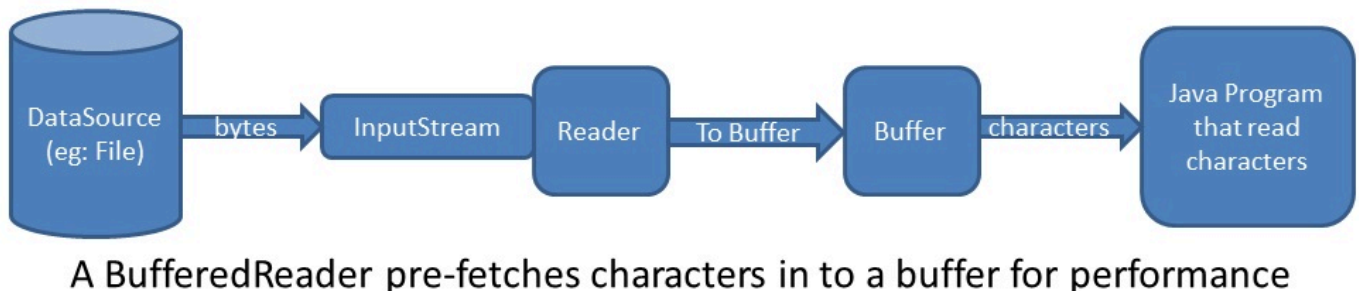 DataSource
(eg: File)
bytes
InputStream
Reader
To Buffer
Buffer
characters
Java Program
that read
characters
A BufferedReader pre-fetches characters in to a buffer for performance